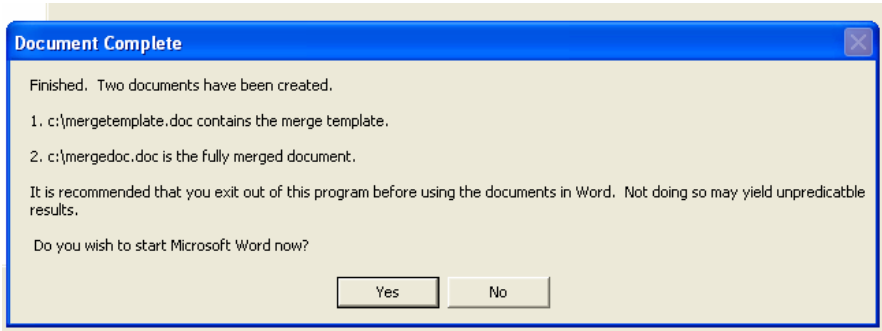 Document Complete
Finished.  Two documents have been created.
1. c:\mergetemplate.doc contains the merge template.
2. c:\mergedoc.doc is the fully merged document.
It is recommended that you exit out of this program before using the documents in Word.  Not doing so may yield unpredicatble
results.
Do you wish to start Microsoft Word now?
Yes No